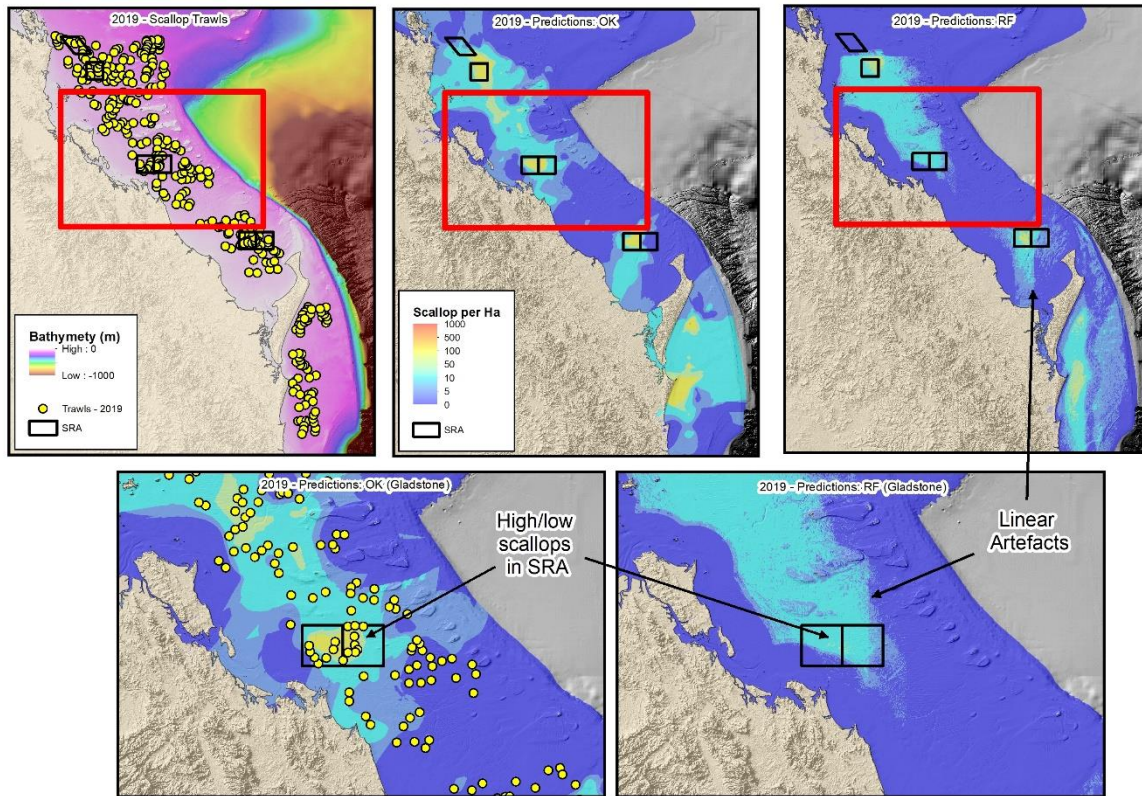 2019 - Scallop Trawls
Bathymety (m)
High : 0
Low : -1000
Trawls - 2019
SRA
2019 - Predictions: OK
Scallop per Ha
1000
500
100
50
10
5
0
SRA
2019 - Predictions: RF
2019 - Predictions: OK (Gladstone)
High/low
scallops
in SRA
2019 - Predictions: RF (Gladstone)
Linear
Artefacts